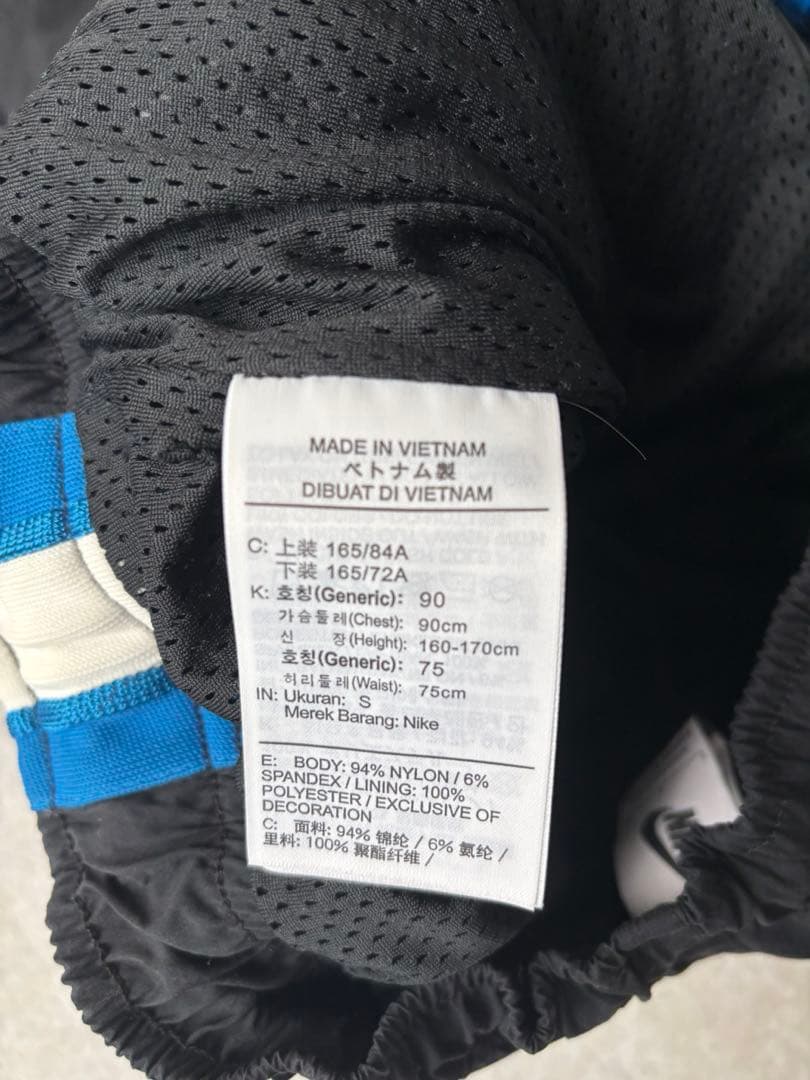 MADE IN VIETNAM
ベトナム製
DIBUAT DI VIETNAM
C: 上装 165/84A
下装 165/72A
K: 호칭(Generic): 90
가슴둘레(Chest): 90cm
신 장(Height): 160-170cm
호칭(Generic): 75
허리둘레(Waist): 75cm
IN: Ukuran: S
Merek Barang: Nike
E: BODY: 94% NYLON / 6%
SPANDEX / LINING: 100%
POLYESTER / EXCLUSIVE OF
DECORATION
C: 面料: 94% 锦纶 / 6% 氨纶 /
里料: 100% 聚酯纤维 /